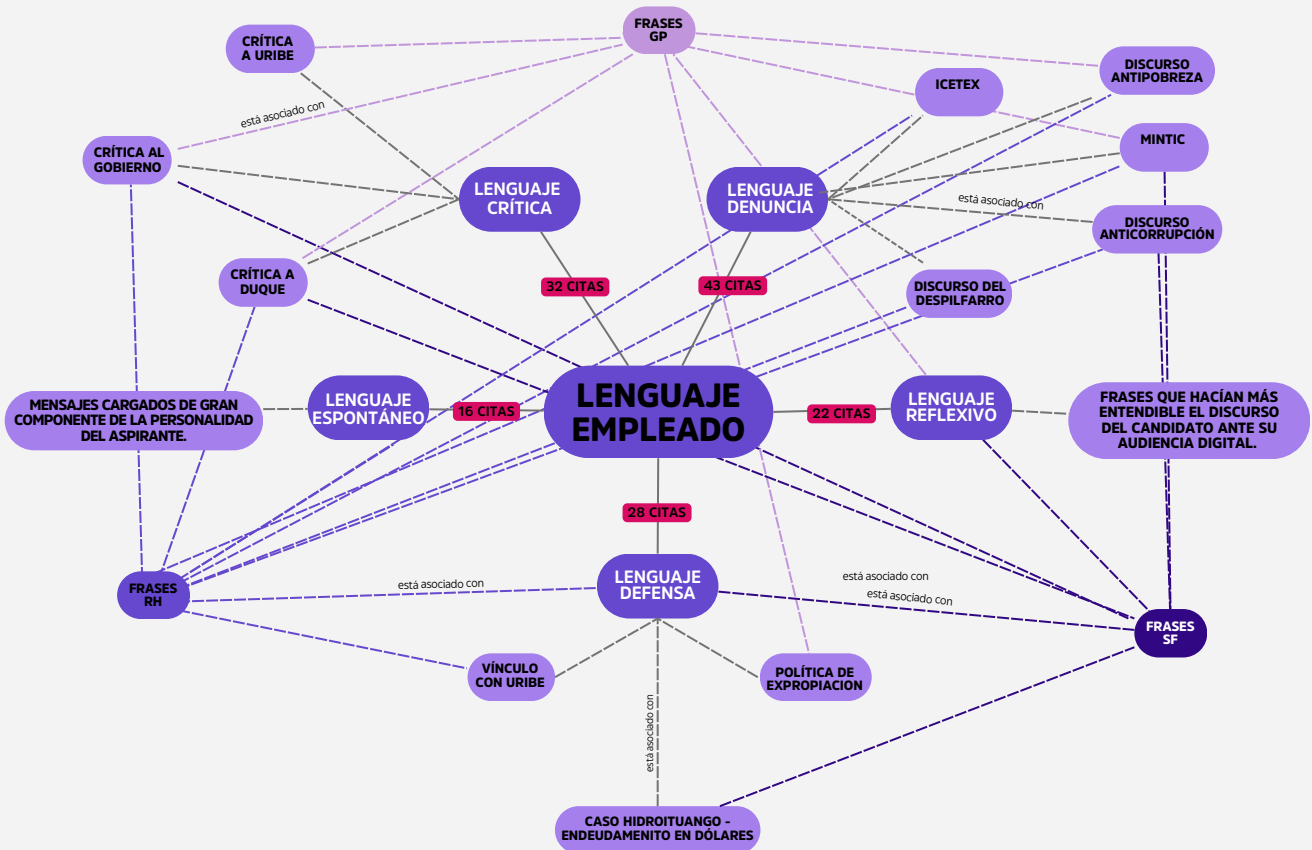 FRASES
GP
CRÍTICA
A URIBE
DISCURSO
ANTIPOBREZA
ICETEX
está asociado con
MINTIC
CRÍTICA AL
GOBIERNO
LENGUAJE
CRÍTICA
LENGUAJE
DENUNCIA
está asociado con
DISCURSO
ANTICORRUPCIÓN
CRÍTICA A
DUQUE
32 CITAS
43 CITAS
DISCURSO DEL
DESPILFARRO
MENSAJES CARGADOS DE GRAN
COMPONENTE DE LA PERSONALIDAD
DEL ASPIRANTE.
LENGUAJE
ESPONTÁNEO
16 CITAS
LENGUAJE
EMPLEADO
22 CITAS
LENGUAJE
REFLEXIVO
FRASES QUE HACÍAN MÁS
ENTENDIBLE EL DISCURSO
DEL CANDIDATO ANTE SU
AUDIENCIA DIGITAL.
28 CITAS
FRASES
RH
está asociado con
LENGUAJE
DEFENSA
está asociado con
está asociado con
FRASES
SF
VÍNCULO
CON URIBE
POLÍTICA DE
EXPROPIACION
está asociado con
CASO HIDROITUANGO -
ENDEUDAMENITO EN DÓLARES